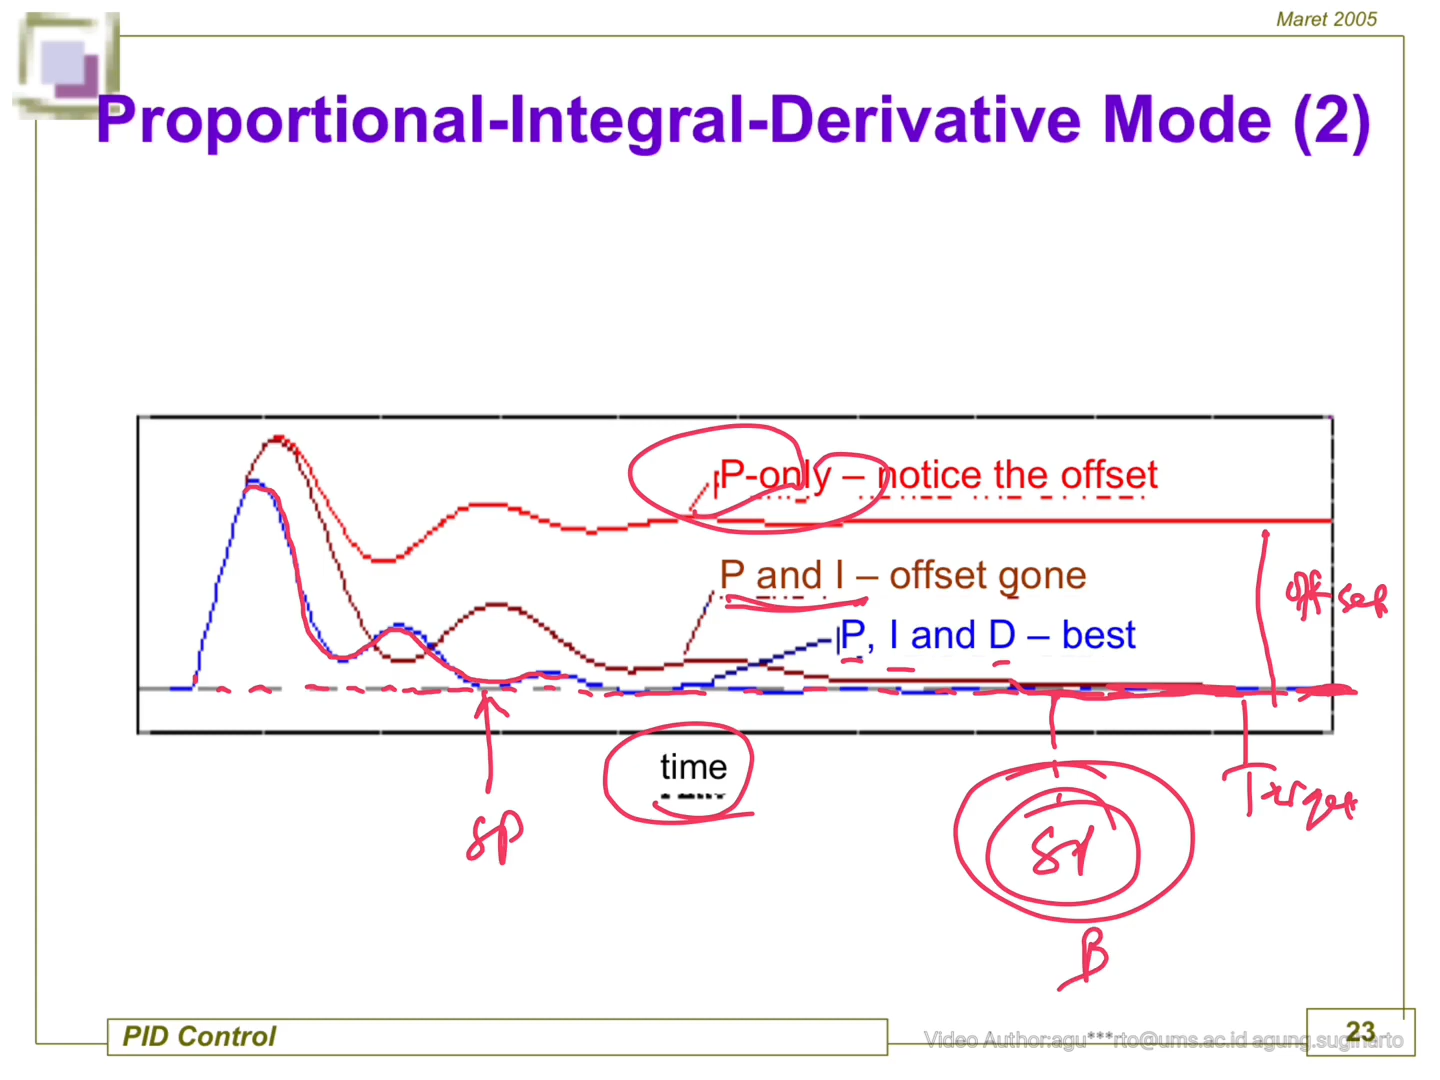 Maret 2005
Proportional-Integral-Derivative Mode (2)
P-only – notice the offset
P and I – offset gone
offset
P, I and D – best
time
Target
SP
SP
B
PID Control
Video Author:agu***rto@ums.ac.id agung.sugiharto
23